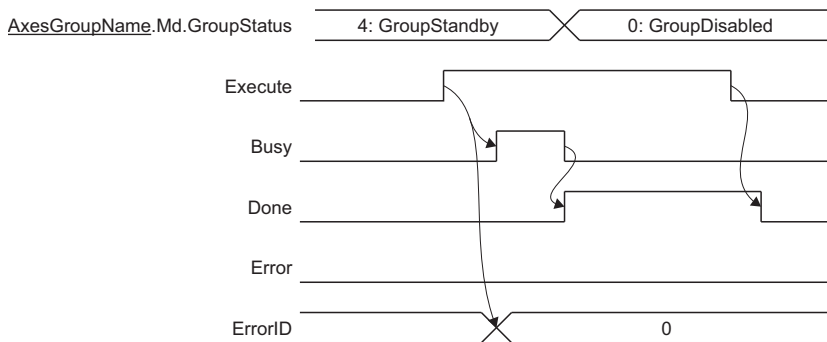 AxesGroupName.Md.GroupStatus 4: GroupStandby 0: GroupDisabled
Execute
Busy
Done
Error
ErrorID 0